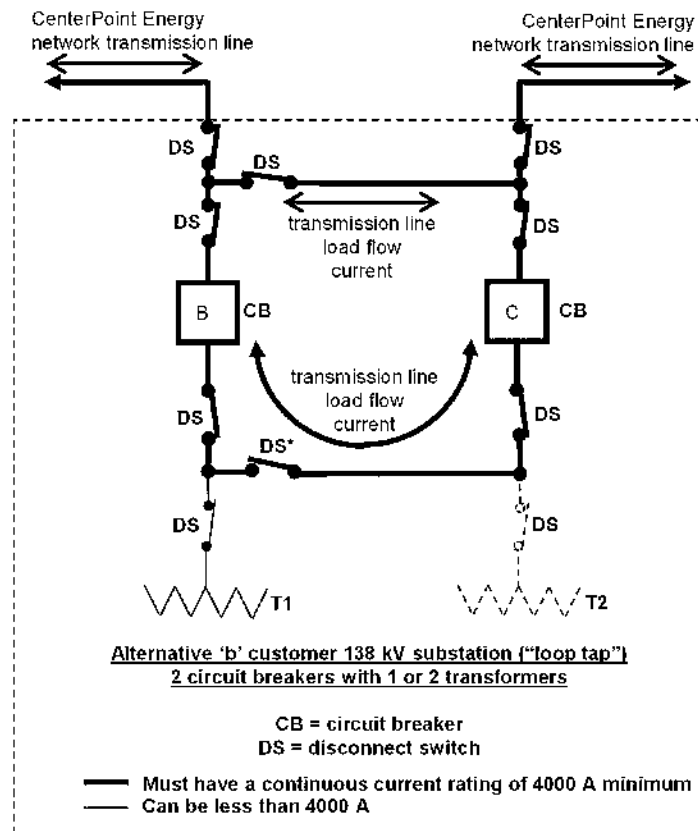 CenterPoint Energy
network transmission line
CenterPoint Energy
network transmission line
DS
DS
DS
DS
transmission line
load flow
current
DS
B
CB
C
CB
transmission line
load flow
current
DS
DS
DS*
DS
DS
T1
T2
Alternative ‘b’ customer 138 kV substation (“loop tap”)
2 circuit breakers with 1 or 2 transformers
CB = circuit breaker
DS = disconnect switch
Must have a continuous current rating of 4000 A minimum
Can be less than 4000 A